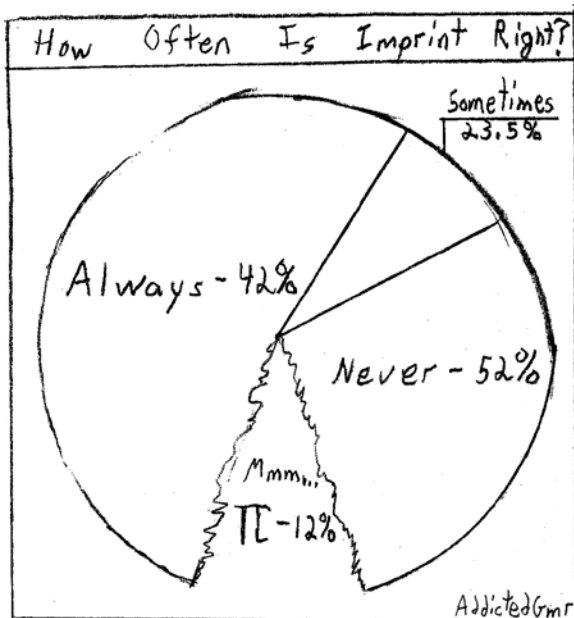 How Often Is Imprint Right?
Sometimes
23.5%
Always - 42%
Never - 52%
Mmm...
π - 12%
AddictedGmr